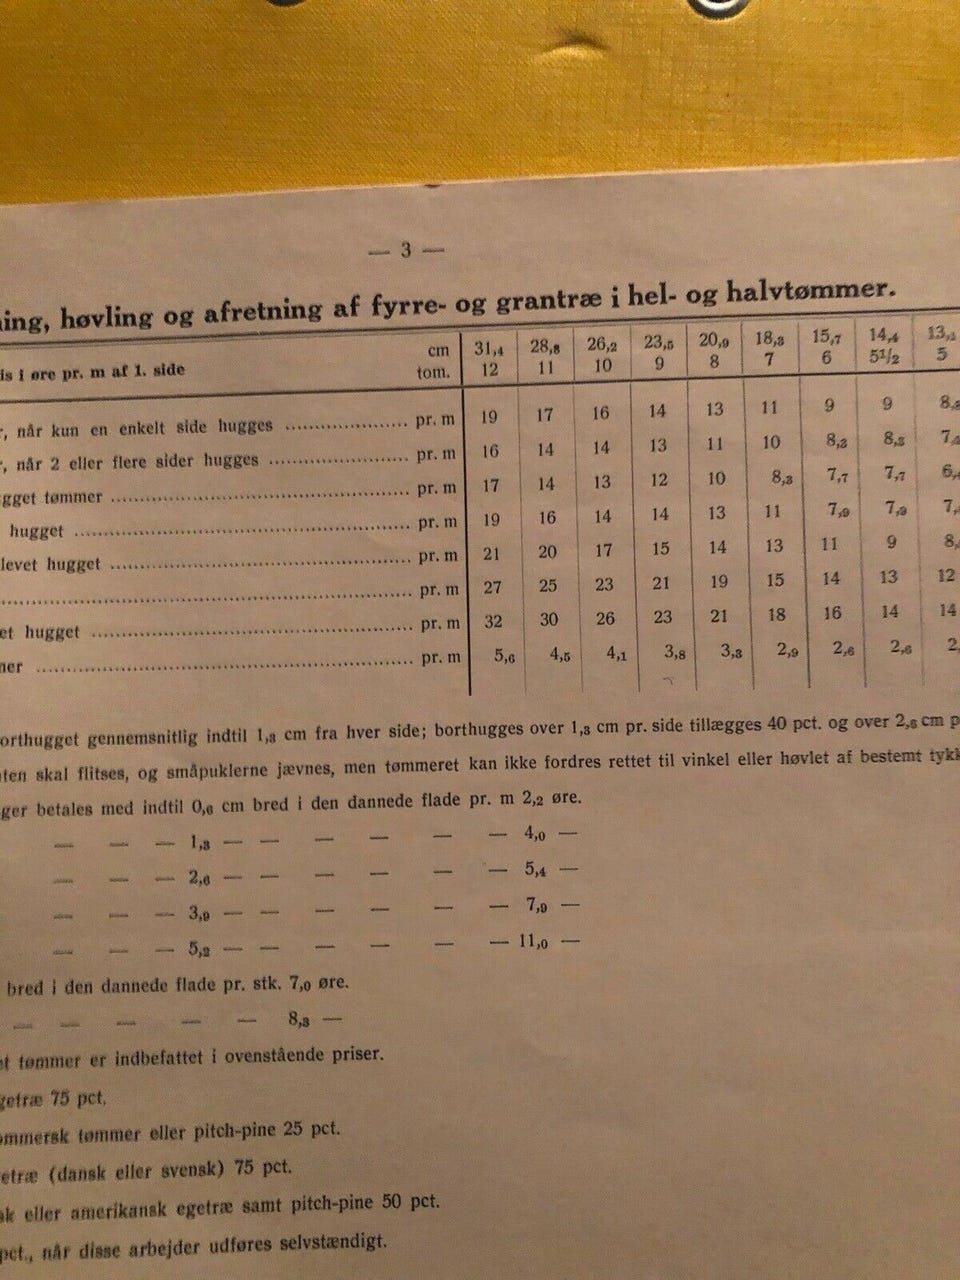 — 3 —
ning, høvling og afretning af fyrre- og grantræ i hel- og halvtømmer.
cm 31,4 28,8 26,2 23,5 20,9 18,3 15,7 14,4 13,1
is i øre pr. m af 1. side tom. 12 11 10 9 8 7 6 5½ 5
r, når kun en enkelt side hugges .................... pr. m 19 17 16 14 13 11 9 9 8,3
r, når 2 eller flere sider hugges .................... pr. m 16 14 14 13 11 10 8,3 8,3 7,
gget tømmer .................... pr. m 17 14 13 12 10 8,3 7,7 7,7 6,
hugget .................... pr. m 19 16 14 14 13 11 7,9 7,9 7,
levet hugget .................... pr. m 21 20 17 15 14 13 11 9 8,
.................... pr. m 27 25 23 21 19 15 14 13 12
et hugget .................... pr. m 32 30 26 23 21 18 16 14 14
ner .................... pr. m 5,6 4,5 4,1 3,8 3,3 2,9 2,6 2,6 2,
orthugget gennemsnitlig indtil 1,3 cm fra hver side; borthugges over 1,3 cm pr. side tillægges 40 pct. og over 2,6 cm p
ten skal flitses, og småpuklerne jævnes, men tømmeret kan ikke fordres rettet til vinkel eller høvlet af bestemt tykk
ger betales med indtil 0,6 cm bred i den dannede flade pr. m 2,2 øre.
— — — 1,3 — — — — — — 4,0 —
— — — 2,6 — — — — — — 5,4 —
— — — 3,9 — — — — — — 7,9 —
— — — 5,2 — — — — — — 11,0 —
bred i den dannede flade pr. stk. 7,0 øre.
— — — — — 8,3 —
et tømmer er indbefattet i ovenstående priser.
getræ 75 pct.
ommersk tømmer eller pitch-pine 25 pct.
etræ (dansk eller svensk) 75 pct.
sk eller amerikansk egetræ samt pitch-pine 50 pct.
pct., når disse arbejder udføres selvstændigt.